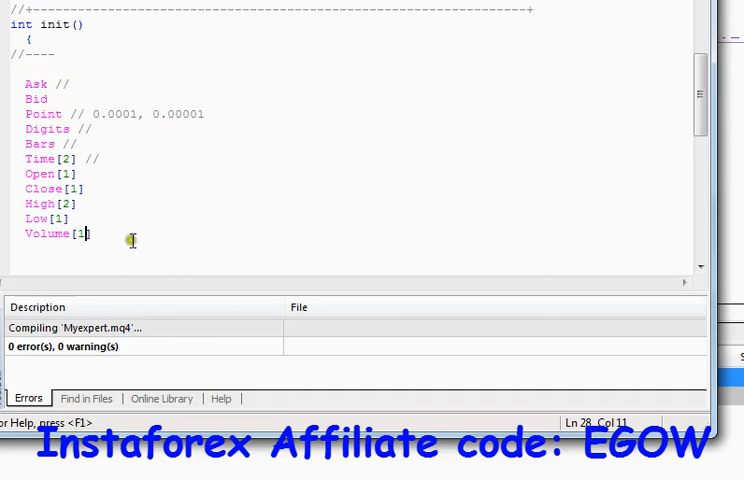 //+------------------------------------------------------------------+
int init()
{
//----
Ask //
Bid
Point // 0.0001, 0.00001
Digits //
Bars //
Time[2] //
Open[1]
Close[1]
High[2]
Low[1]
Volume[1]
Description File
Compiling 'Myexpert.mq4'...
0 error(s), 0 warning(s)
Errors Find in Files Online Library Help
or Help, press <F1> Ln 28, Col 11
Instaforex Affiliate code: EGOW